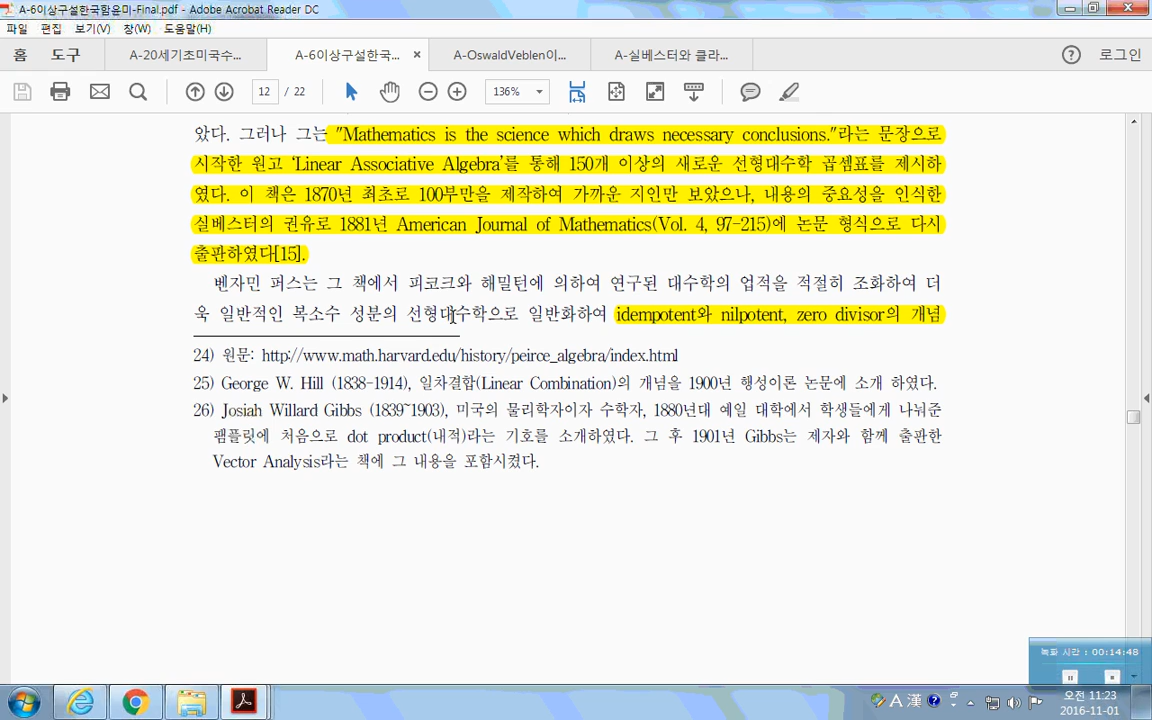 A-6이상구설한국함윤미-Final.pdf - Adobe Acrobat Reader DC
파일 편집 보기(V) 창(W) 도움말(H)
홈 도구 A-20세기초미국수... A-6이상구설한국... × A-OswaldVeblen이... A-실베스터와 클라... 로그인
12 / 22 136%
았다. 그러나 그는 "Mathematics is the science which draws necessary conclusions."라는 문장으로
시작한 원고 ‘Linear Associative Algebra’를 통해 150개 이상의 새로운 선형대수학 곱셈표를 제시하
였다. 이 책은 1870년 최초로 100부만을 제작하여 가까운 지인만 보았으나, 내용의 중요성을 인식한
실베스터의 권유로 1881년 American Journal of Mathematics(Vol. 4, 97-215)에 논문 형식으로 다시
출판하였다[15].
벤자민 퍼스는 그 책에서 피코크와 해밀턴에 의하여 연구된 대수학의 업적을 적절히 조화하여 더
욱 일반적인 복소수 성분의 선형대수학으로 일반화하여 idempotent와 nilpotent, zero divisor의 개념
24) 원문: http://www.math.harvard.edu/history/peirce_algebra/index.html
25) George W. Hill (1838-1914), 일차결합(Linear Combination)의 개념을 1900년 행성이론 논문에 소개 하였다.
26) Josiah Willard Gibbs (1839~1903), 미국의 물리학자이자 수학자, 1880년대 예일 대학에서 학생들에게 나눠준
팸플릿에 처음으로 dot product(내적)라는 기호를 소개하였다. 그 후 1901년 Gibbs는 제자와 함께 출판한
Vector Analysis라는 책에 그 내용을 포함시켰다.
녹화 시간 : 00:14:48
A 漢
오전 11:23
2016-11-01